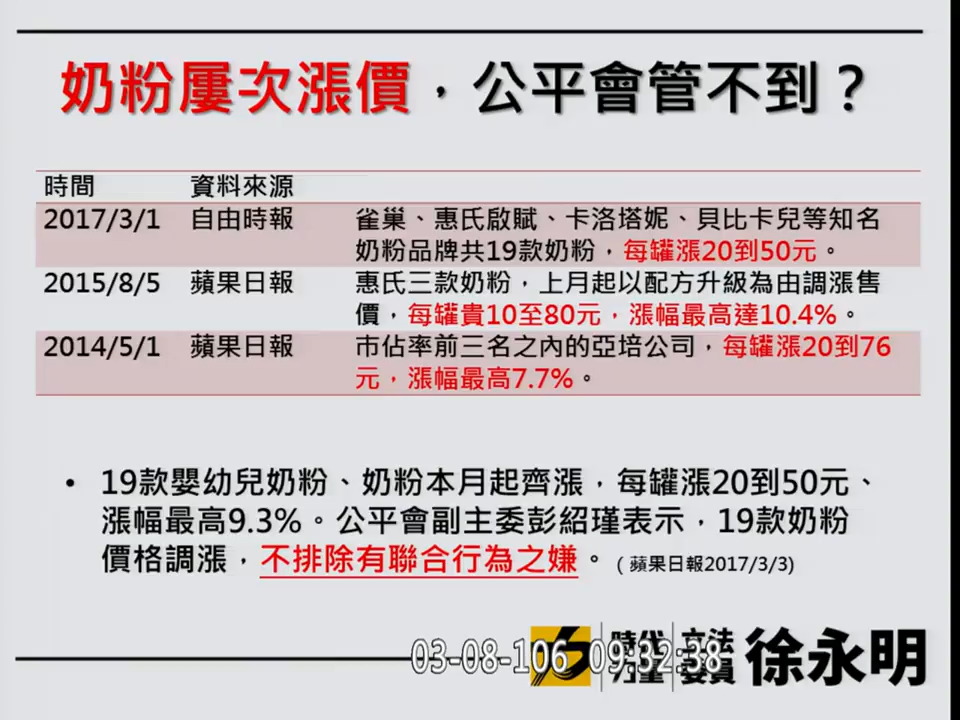 奶粉屢次漲價，公平會管不到？
時間 資料來源
2017/3/1 自由時報 雀巢、惠氏啟賦、卡洛塔妮、貝比卡兒等知名
奶粉品牌共19款奶粉，每罐漲20到50元。
2015/8/5 蘋果日報 惠氏三款奶粉，上月起以配方升級為由調漲售
價，每罐貴10至80元，漲幅最高達10.4%。
2014/5/1 蘋果日報 市佔率前三名之內的亞培公司，每罐漲20到76
元，漲幅最高7.7%。
• 19款嬰幼兒奶粉、奶粉本月起齊漲，每罐漲20到50元、
漲幅最高9.3%。公平會副主委彭紹瑾表示，19款奶粉
價格調漲，不排除有聯合行為之嫌。（蘋果日報2017/3/3)
時代 立法
力量 委員 徐永明
03-08-106 09:32:38